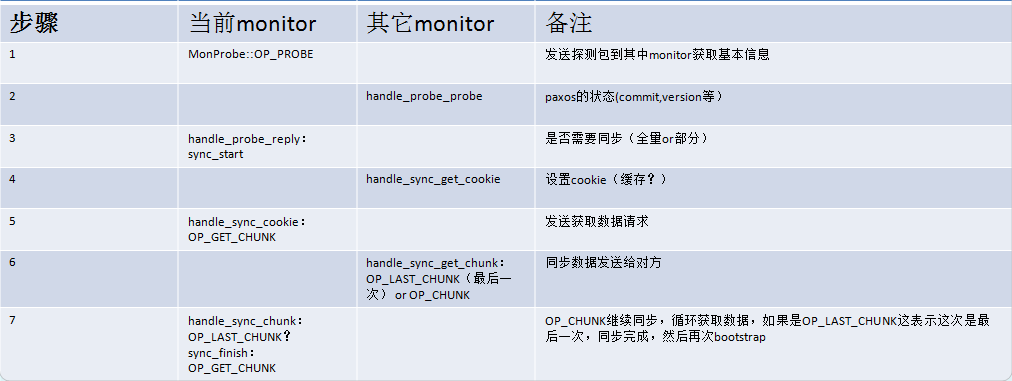 步骤 当前monitor 其它monitor 备注
1 MonProbe::OP_PROBE 发送探测包到其中monitor获取基本信息
2 handle_probe_probe paxos的状态(commit,version等）
3 handle_probe_reply： 是否需要同步（全量or部分）
sync_start
4 handle_sync_get_cookie 设置cookie（缓存？）
5 handle_sync_cookie： 发送获取数据请求
OP_GET_CHUNK
6 handle_sync_get_chunk： 同步数据发送给对方
OP_LAST_CHUNK（最后一
次） or OP_CHUNK
7 handle_sync_chunk： OP_CHUNK继续同步，循环获取数据，如果是OP_LAST_CHUNK这表示这次是最
OP_LAST_CHUNK？ 后一次，同步完成，然后再次bootstrap
sync_finish：
OP_GET_CHUNK